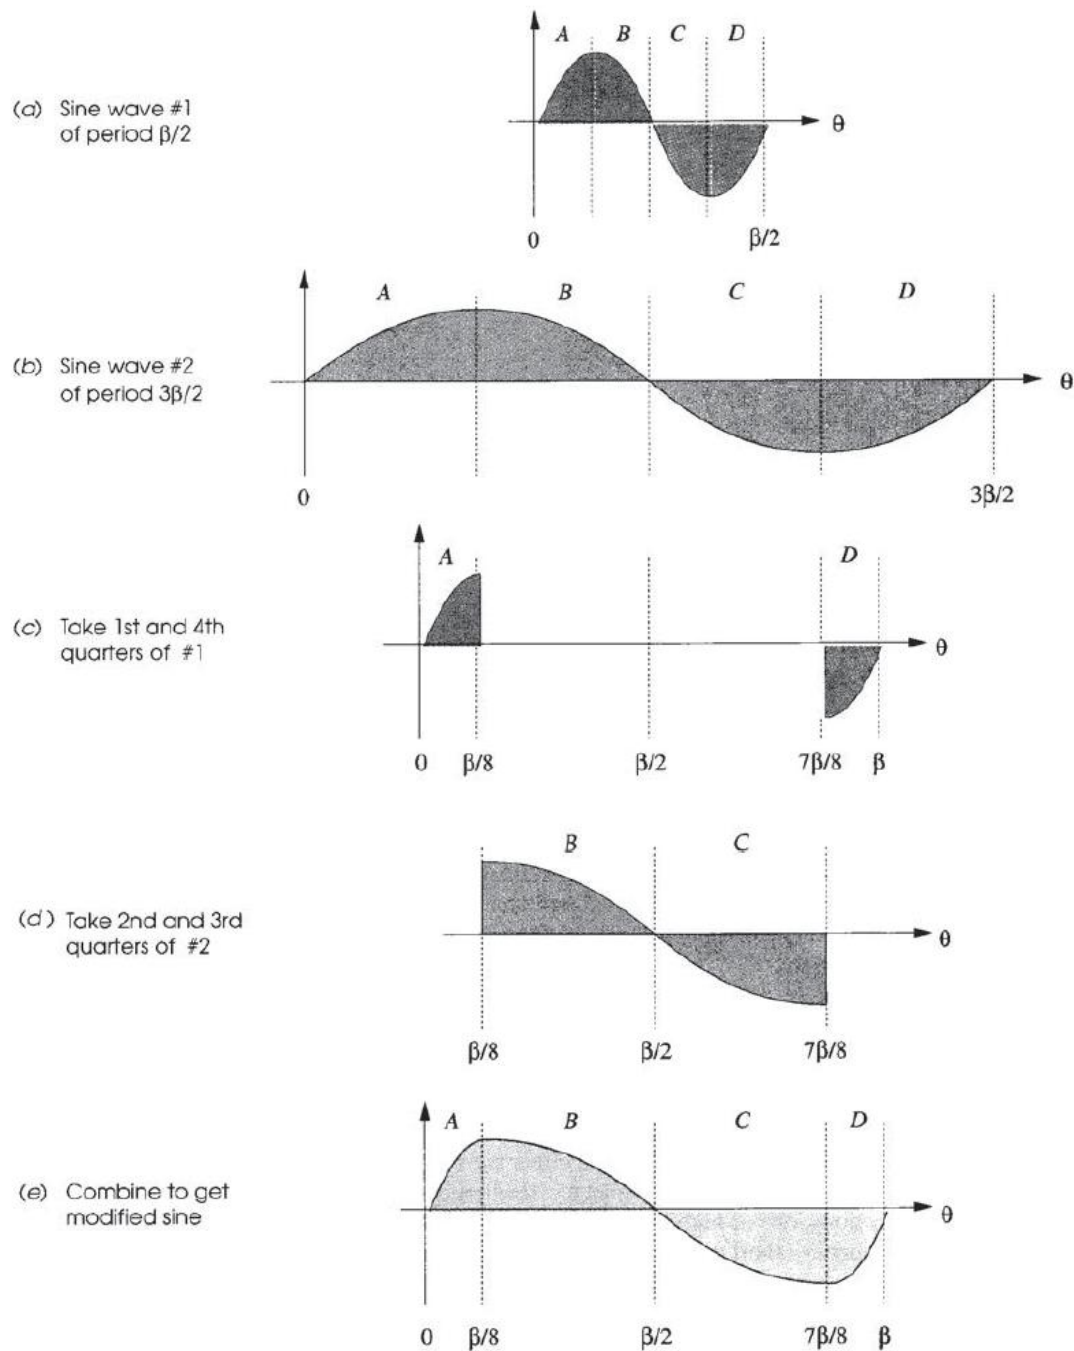 A B C D
(a) Sine wave #1
of period β/2
θ
0 β/2
A B C D
(b) Sine wave #2
of period 3β/2
θ
0 3β/2
A D
(c) Take 1st and 4th
quarters of #1
θ
0 β/8 β/2 7β/8 β
B C
(d) Take 2nd and 3rd
quarters of #2
θ
β/8 β/2 7β/8
A B C D
(e) Combine to get
modified sine
θ
0 β/8 β/2 7β/8 β